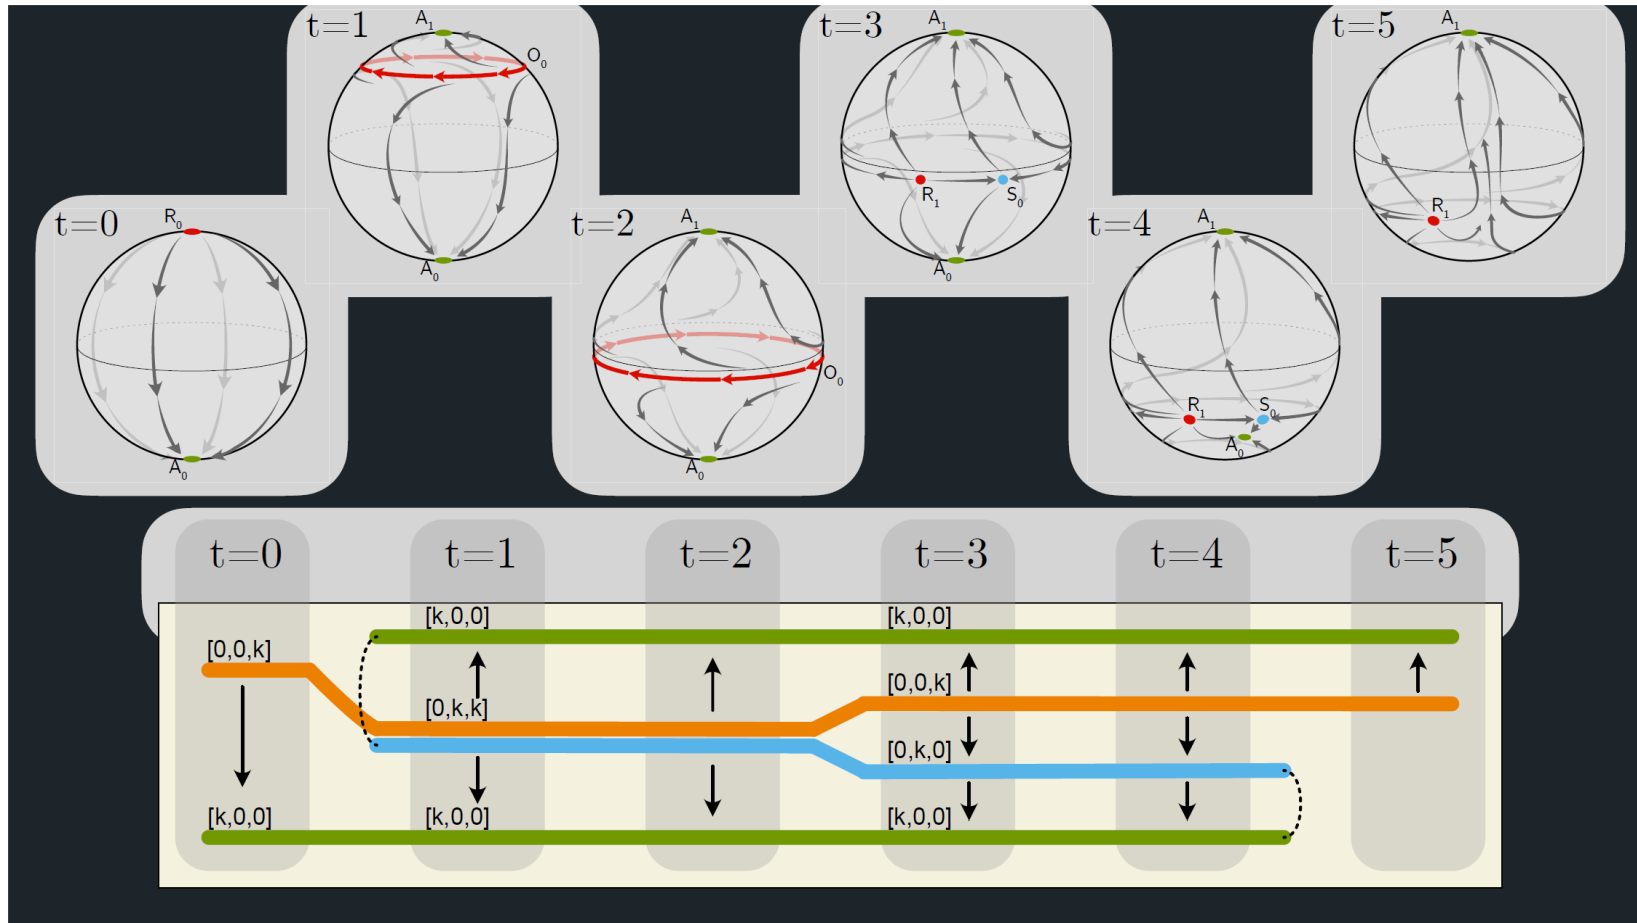 t=1
A1
O0
A0
t=3
A1
R1
S0
A0
t=5
A1
R1
t=0
R0
A0
t=2
A1
O0
A0
t=4
A1
R1
S0
A0
t=0
t=1
t=2
t=3
t=4
t=5
[k,0,0]
[k,0,0]
[0,0,k]
[0,0,k]
[0,k,k]
[0,k,0]
[k,0,0]
[k,0,0]
[k,0,0]